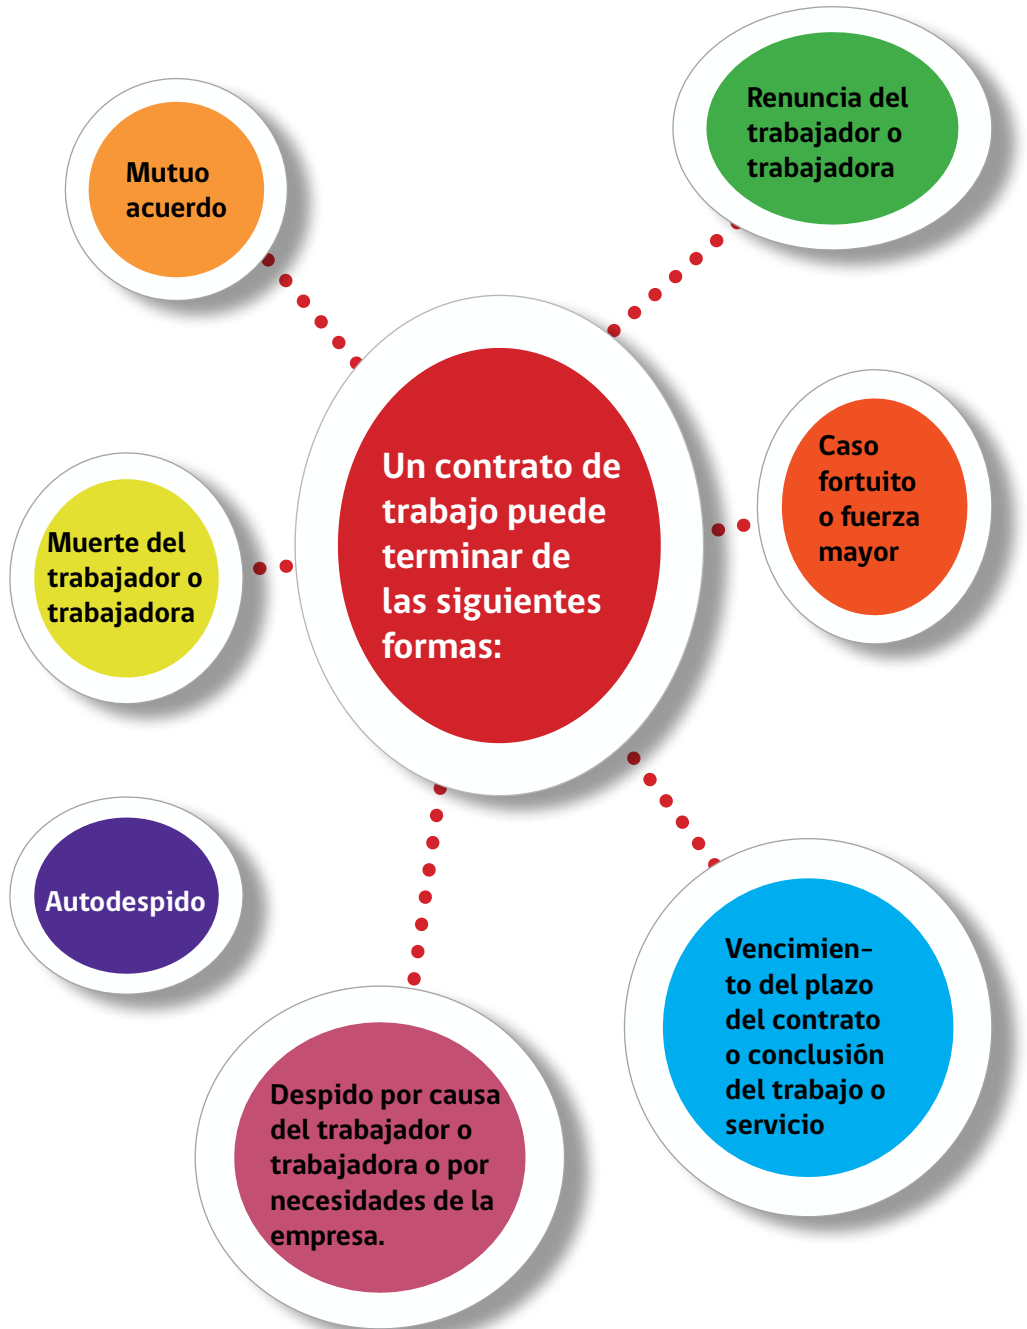 Un contrato de
trabajo puede
terminar de
las siguientes
formas:
Mutuo
acuerdo
Renuncia del
trabajador o
trabajadora
Caso
fortuito
o fuerza
mayor
Muerte del
trabajador o
trabajadora
Autodespido
Vencimien-
to del plazo
del contrato
o conclusión
del trabajo o
servicio
Despido por causa
del trabajador o
trabajadora o por
necesidades de la
empresa.